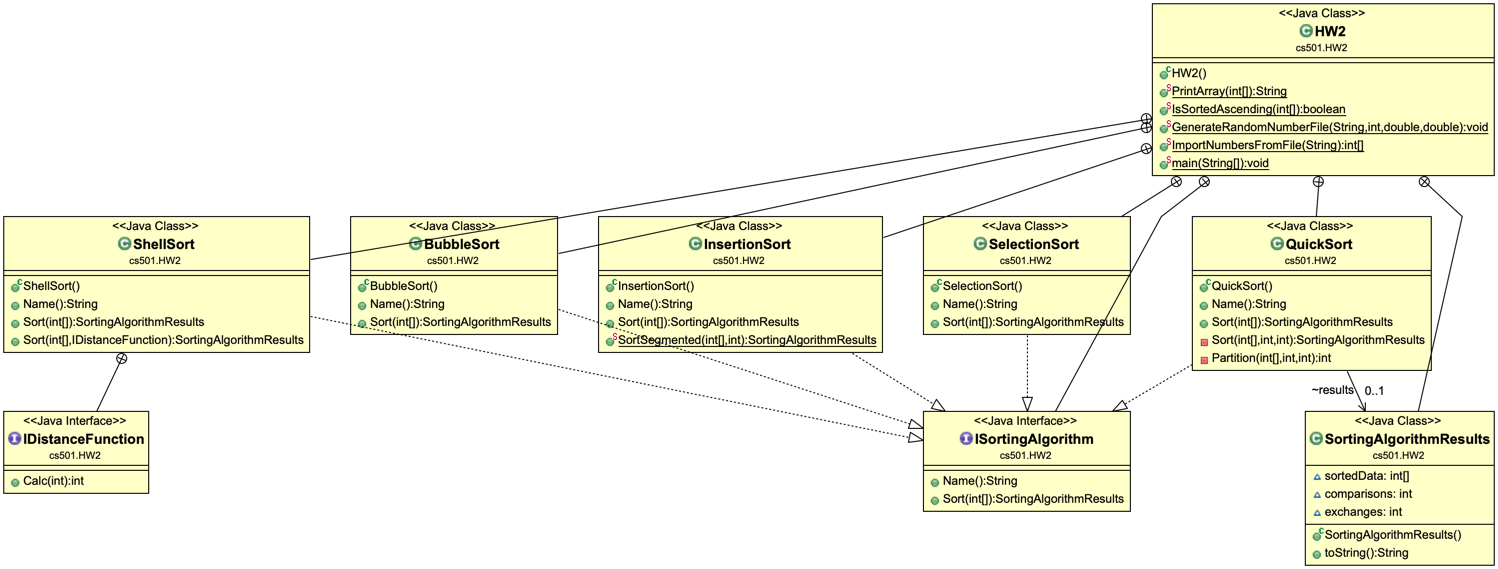 <<Java Class>>
HW2
cs501.HW2
HW2()
PrintArray(int[]):String
IsSortedAscending(int[]):boolean
GenerateRandomNumberFile(String,int,double,double):void
ImportNumbersFromFile(String):int[]
main(String[]):void
<<Java Class>>
ShellSort
cs501.HW2
ShellSort()
Name():String
Sort(int[]):SortingAlgorithmResults
Sort(int[],IDistanceFunction):SortingAlgorithmResults
<<Java Class>>
BubbleSort
cs501.HW2
BubbleSort()
Name():String
Sort(int[]):SortingAlgorithmResults
<<Java Class>>
InsertionSort
cs501.HW2
InsertionSort()
Name():String
Sort(int[]):SortingAlgorithmResults
SortSegmented(int[],int):SortingAlgorithmResults
<<Java Class>>
SelectionSort
cs501.HW2
SelectionSort()
Name():String
Sort(int[]):SortingAlgorithmResults
<<Java Class>>
QuickSort
cs501.HW2
QuickSort()
Name():String
Sort(int[]):SortingAlgorithmResults
Sort(int[],int,int):SortingAlgorithmResults
Partition(int[],int,int):int
~results 0..1
<<Java Interface>>
IDistanceFunction
cs501.HW2
Calc(int):int
<<Java Interface>>
ISortingAlgorithm
cs501.HW2
Name():String
Sort(int[]):SortingAlgorithmResults
<<Java Class>>
SortingAlgorithmResults
cs501.HW2
sortedData: int[]
comparisons: int
exchanges: int
SortingAlgorithmResults()
toString():String